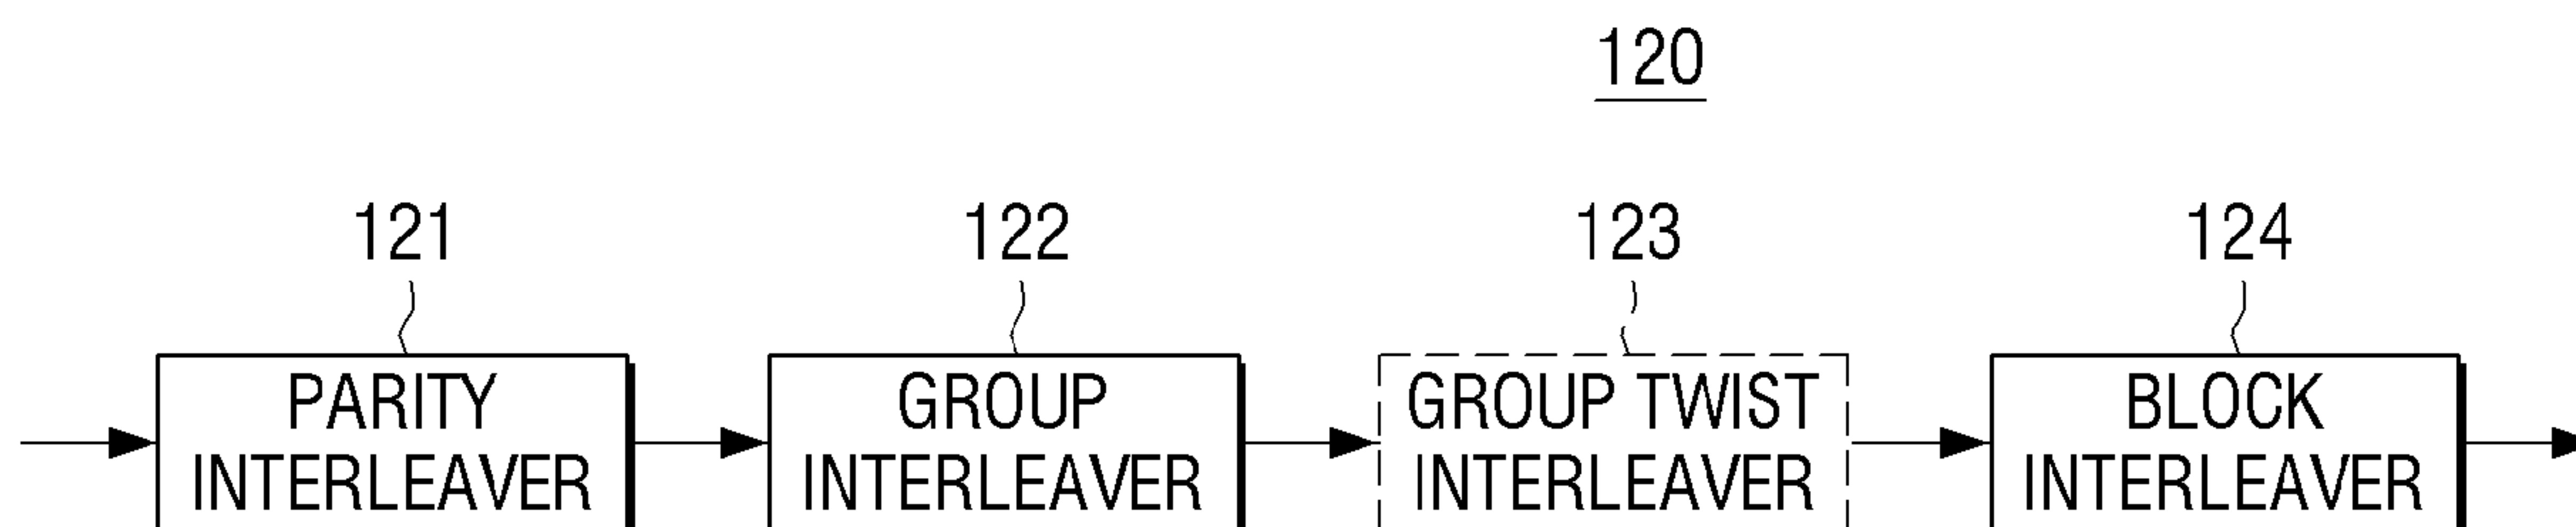 120
121
122
123
124
PARITY
INTERLEAVER
GROUP
INTERLEAVER
GROUP TWIST
INTERLEAVER
BLOCK
INTERLEAVER